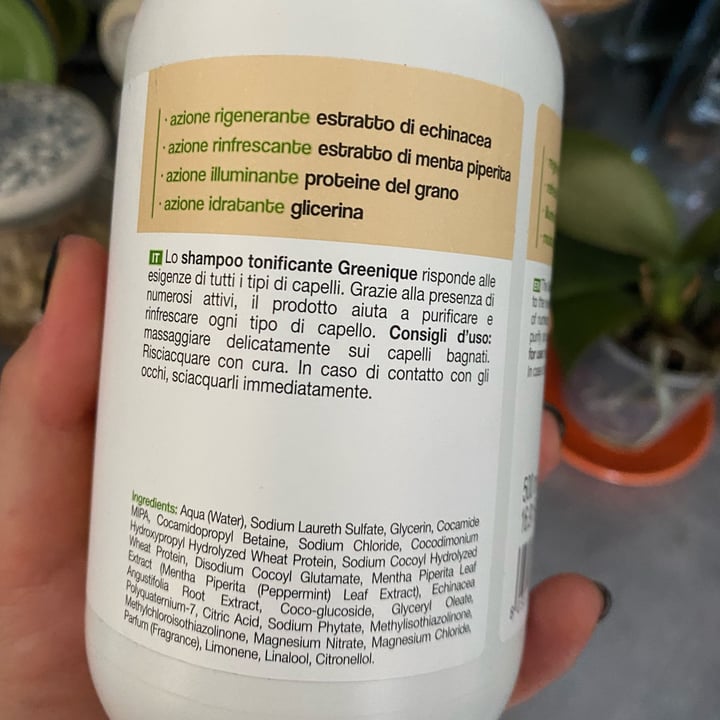 · azione rigenerante estratto di echinacea
· azione rinfrescante estratto di menta piperita
· azione illuminante proteine del grano
· azione idratante glicerina
IT Lo shampoo tonificante Greenique risponde alle
esigenze di tutti i tipi di capelli. Grazie alla presenza di
numerosi attivi, il prodotto aiuta a purificare e
rinfrescare ogni tipo di capello. Consigli d'uso:
massaggiare delicatamente sui capelli bagnati.
Risciacquare con cura. In caso di contatto con gli
occhi, sciacquarli immediatamente.
Ingredients: Aqua (Water), Sodium Laureth Sulfate, Glycerin, Cocamide
MIPA, Cocamidopropyl Betaine, Sodium Chloride, Cocodimonium
Hydroxypropyl Hydrolyzed Wheat Protein, Sodium Cocoyl Hydrolyzed
Wheat Protein, Disodium Cocoyl Glutamate, Mentha Piperita Leaf
Extract (Mentha Piperita (Peppermint) Leaf Extract), Echinacea
Angustifolia Root Extract, Coco-glucoside, Glyceryl Oleate,
Polyquaternium-7, Citric Acid, Sodium Phytate, Methylisothiazolinone,
Methylchloroisothiazolinone, Magnesium Nitrate, Magnesium Chloride,
Parfum (Fragrance), Limonene, Linalool, Citronellol.